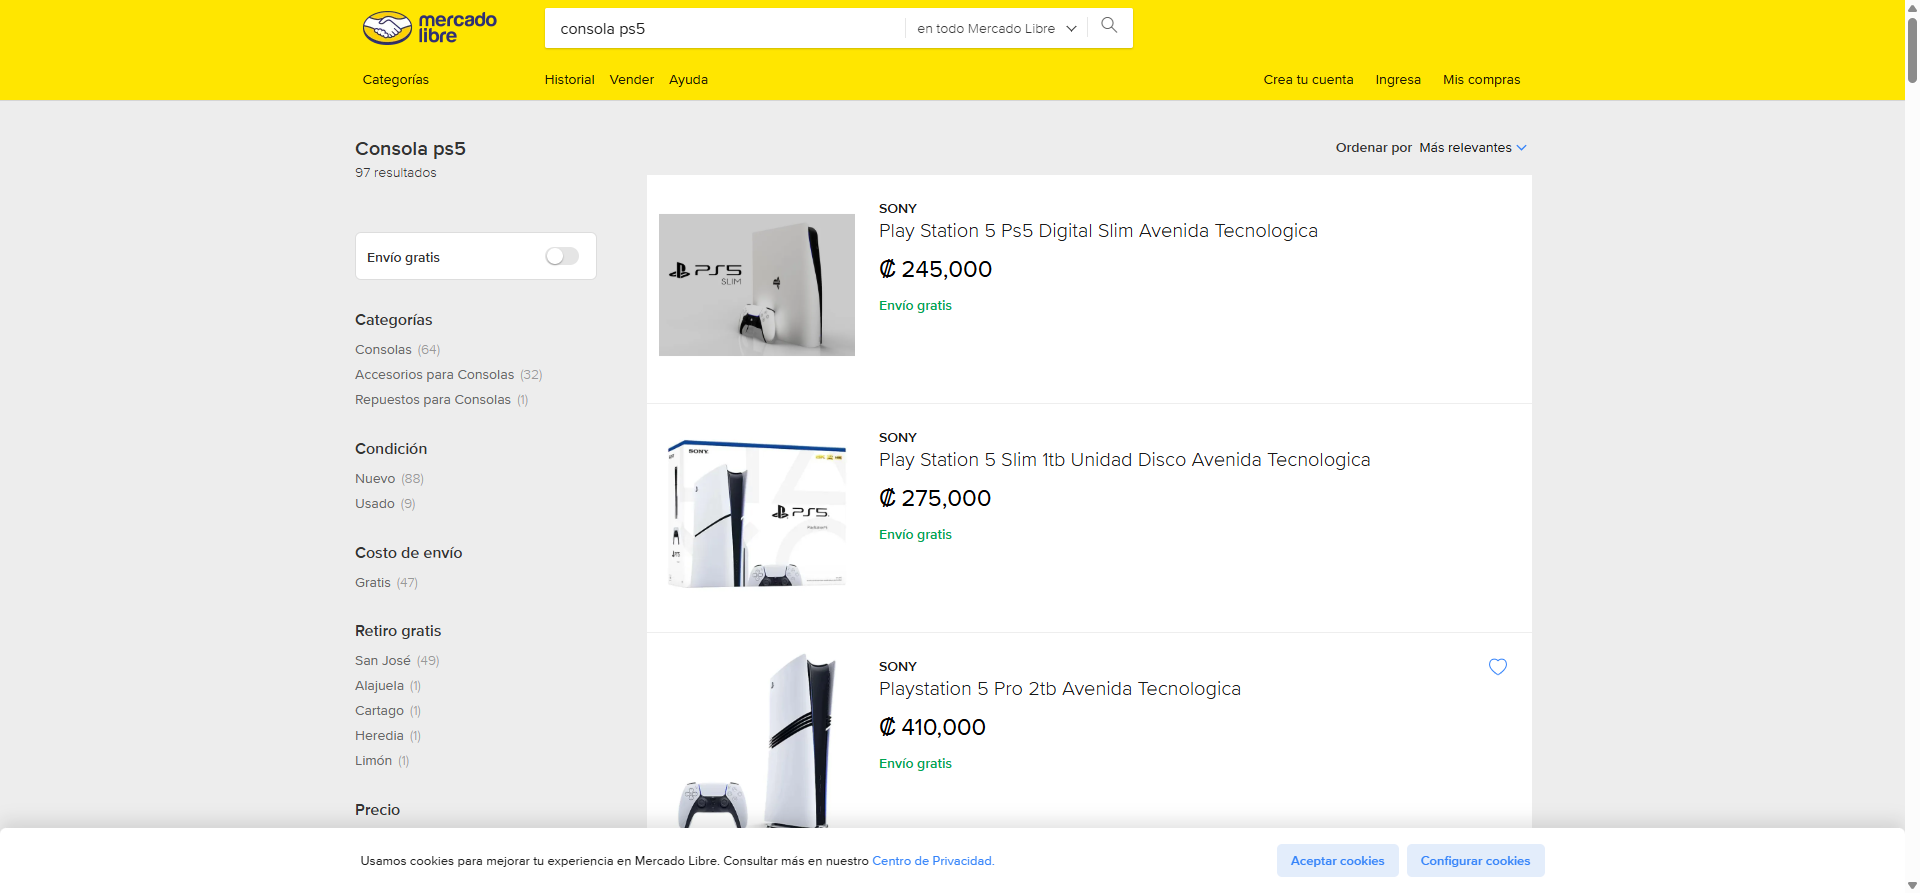 mercado
libre
consola ps5
en todo Mercado Libre
Categorías
Historial
Vender
Ayuda
Crea tu cuenta
Ingresa
Mis compras
Consola ps5
97 resultados
Ordenar por Más relevantes
Envío gratis
Categorías
Consolas (64)
Accesorios para Consolas (32)
Repuestos para Consolas (1)
Condición
Nuevo (88)
Usado (9)
Costo de envío
Gratis (47)
Retiro gratis
San José (49)
Alajuela (1)
Cartago (1)
Heredia (1)
Limón (1)
Precio
PS5
SLIM
SONY
Play Station 5 Ps5 Digital Slim Avenida Tecnologica
₡ 245,000
Envío gratis
SONY
PS5
SONY
Play Station 5 Slim 1tb Unidad Disco Avenida Tecnologica
₡ 275,000
Envío gratis
SONY
Playstation 5 Pro 2tb Avenida Tecnologica
₡ 410,000
Envío gratis
Usamos cookies para mejorar tu experiencia en Mercado Libre. Consultar más en nuestro Centro de Privacidad.
Aceptar cookies
Configurar cookies